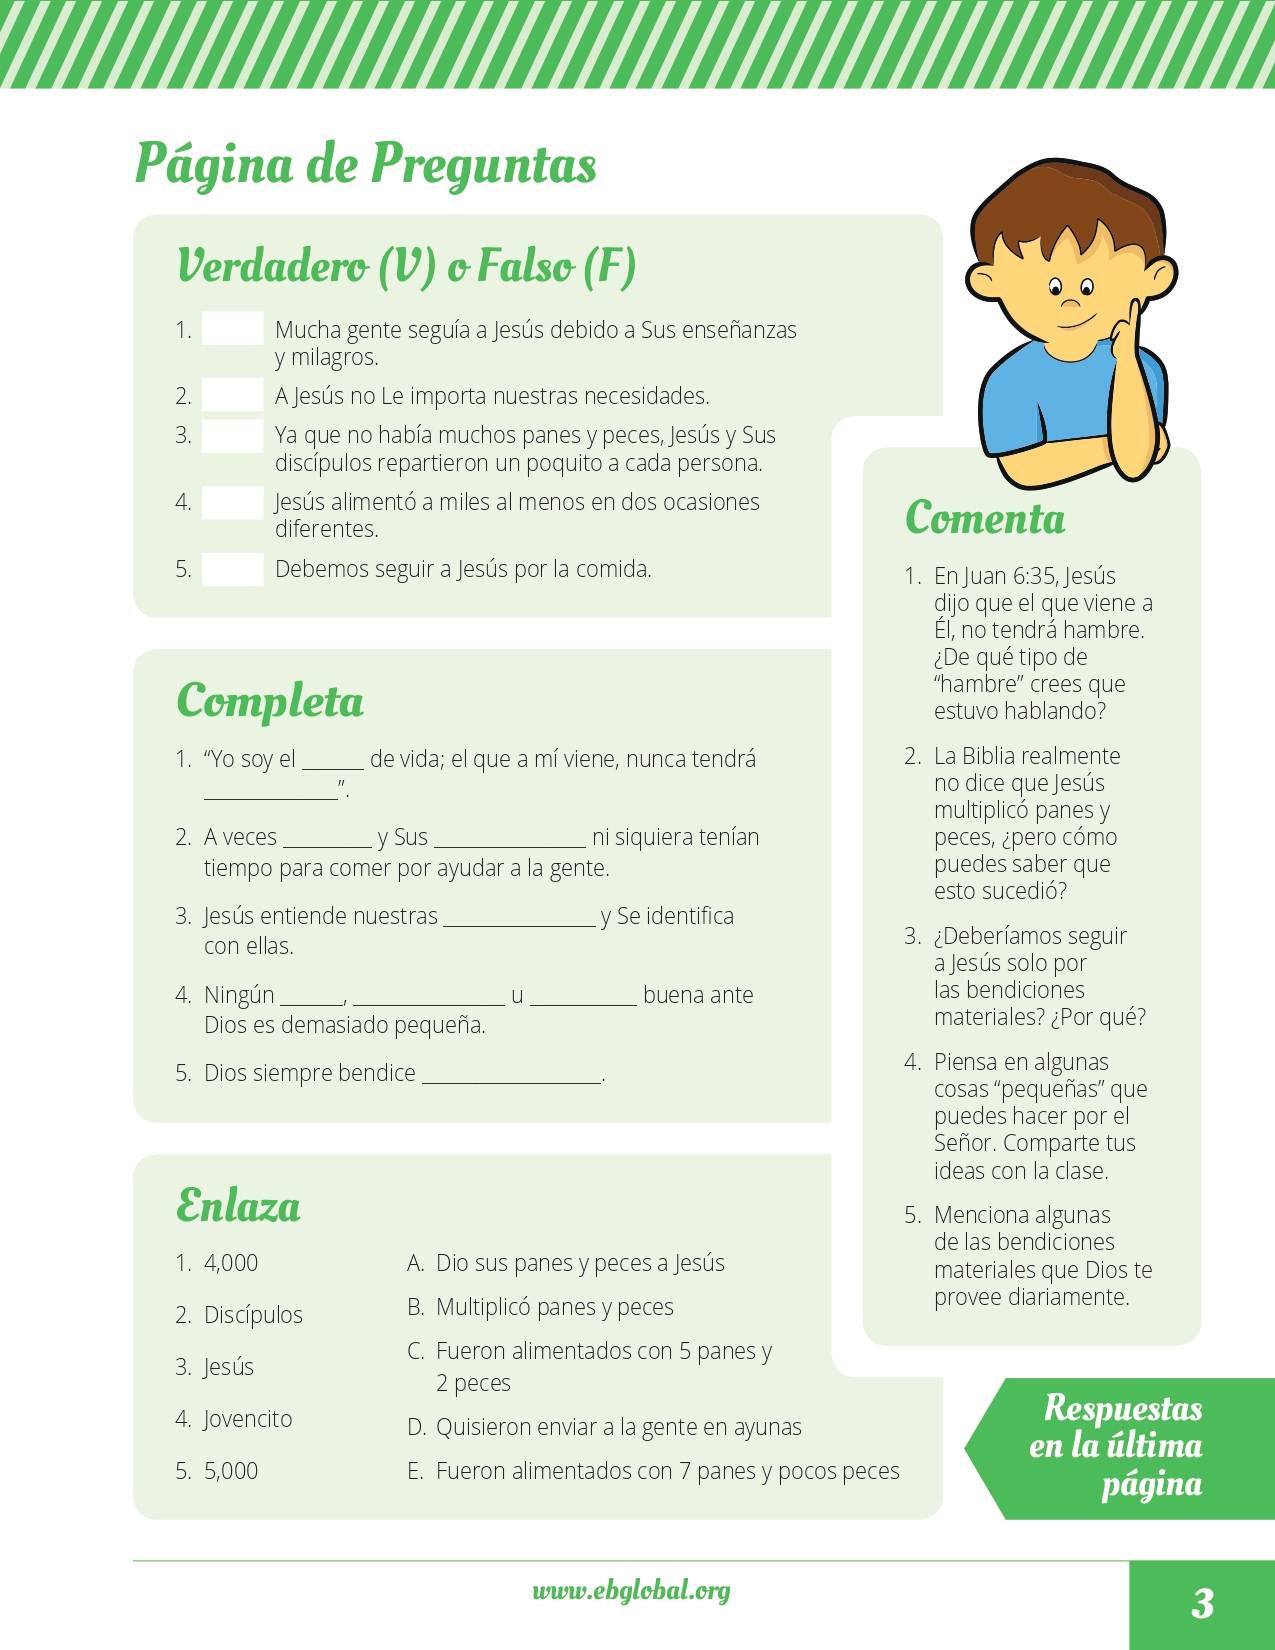 Página de Preguntas
Verdadero (V) o Falso (F)
1. Mucha gente seguía a Jesús debido a Sus enseñanzas
y milagros.
2. A Jesús no Le importa nuestras necesidades.
3. Ya que no había muchos panes y peces, Jesús y Sus
discípulos repartieron un poquito a cada persona.
4. Jesús alimentó a miles al menos en dos ocasiones
diferentes.
5. Debemos seguir a Jesús por la comida.
Completa
1. “Yo soy el _______ de vida; el que a mí viene, nunca tendrá
_______________”.
2. A veces __________ y Sus _________________ ni siquiera tenían
tiempo para comer por ayudar a la gente.
3. Jesús entiende nuestras _________________ y Se identifica
con ellas.
4. Ningún _______, _________________ u ____________ buena ante
Dios es demasiado pequeña.
5. Dios siempre bendice ____________________.
Enlaza
1. 4,000
2. Discípulos
3. Jesús
4. Jovencito
5. 5,000
A. Dio sus panes y peces a Jesús
B. Multiplicó panes y peces
C. Fueron alimentados con 5 panes y
2 peces
D. Quisieron enviar a la gente en ayunas
E. Fueron alimentados con 7 panes y pocos peces
Comenta
1. En Juan 6:35, Jesús
dijo que el que viene a
Él, no tendrá hambre.
¿De qué tipo de
“hambre” crees que
estuvo hablando?
2. La Biblia realmente
no dice que Jesús
multiplicó panes y
peces, ¿pero cómo
puedes saber que
esto sucedió?
3. ¿Deberíamos seguir
a Jesús solo por
las bendiciones
materiales? ¿Por qué?
4. Piensa en algunas
cosas “pequeñas” que
puedes hacer por el
Señor. Comparte tus
ideas con la clase.
5. Menciona algunas
de las bendiciones
materiales que Dios te
provee diariamente.
Respuestas
en la última
página
www.ebglobal.org
3